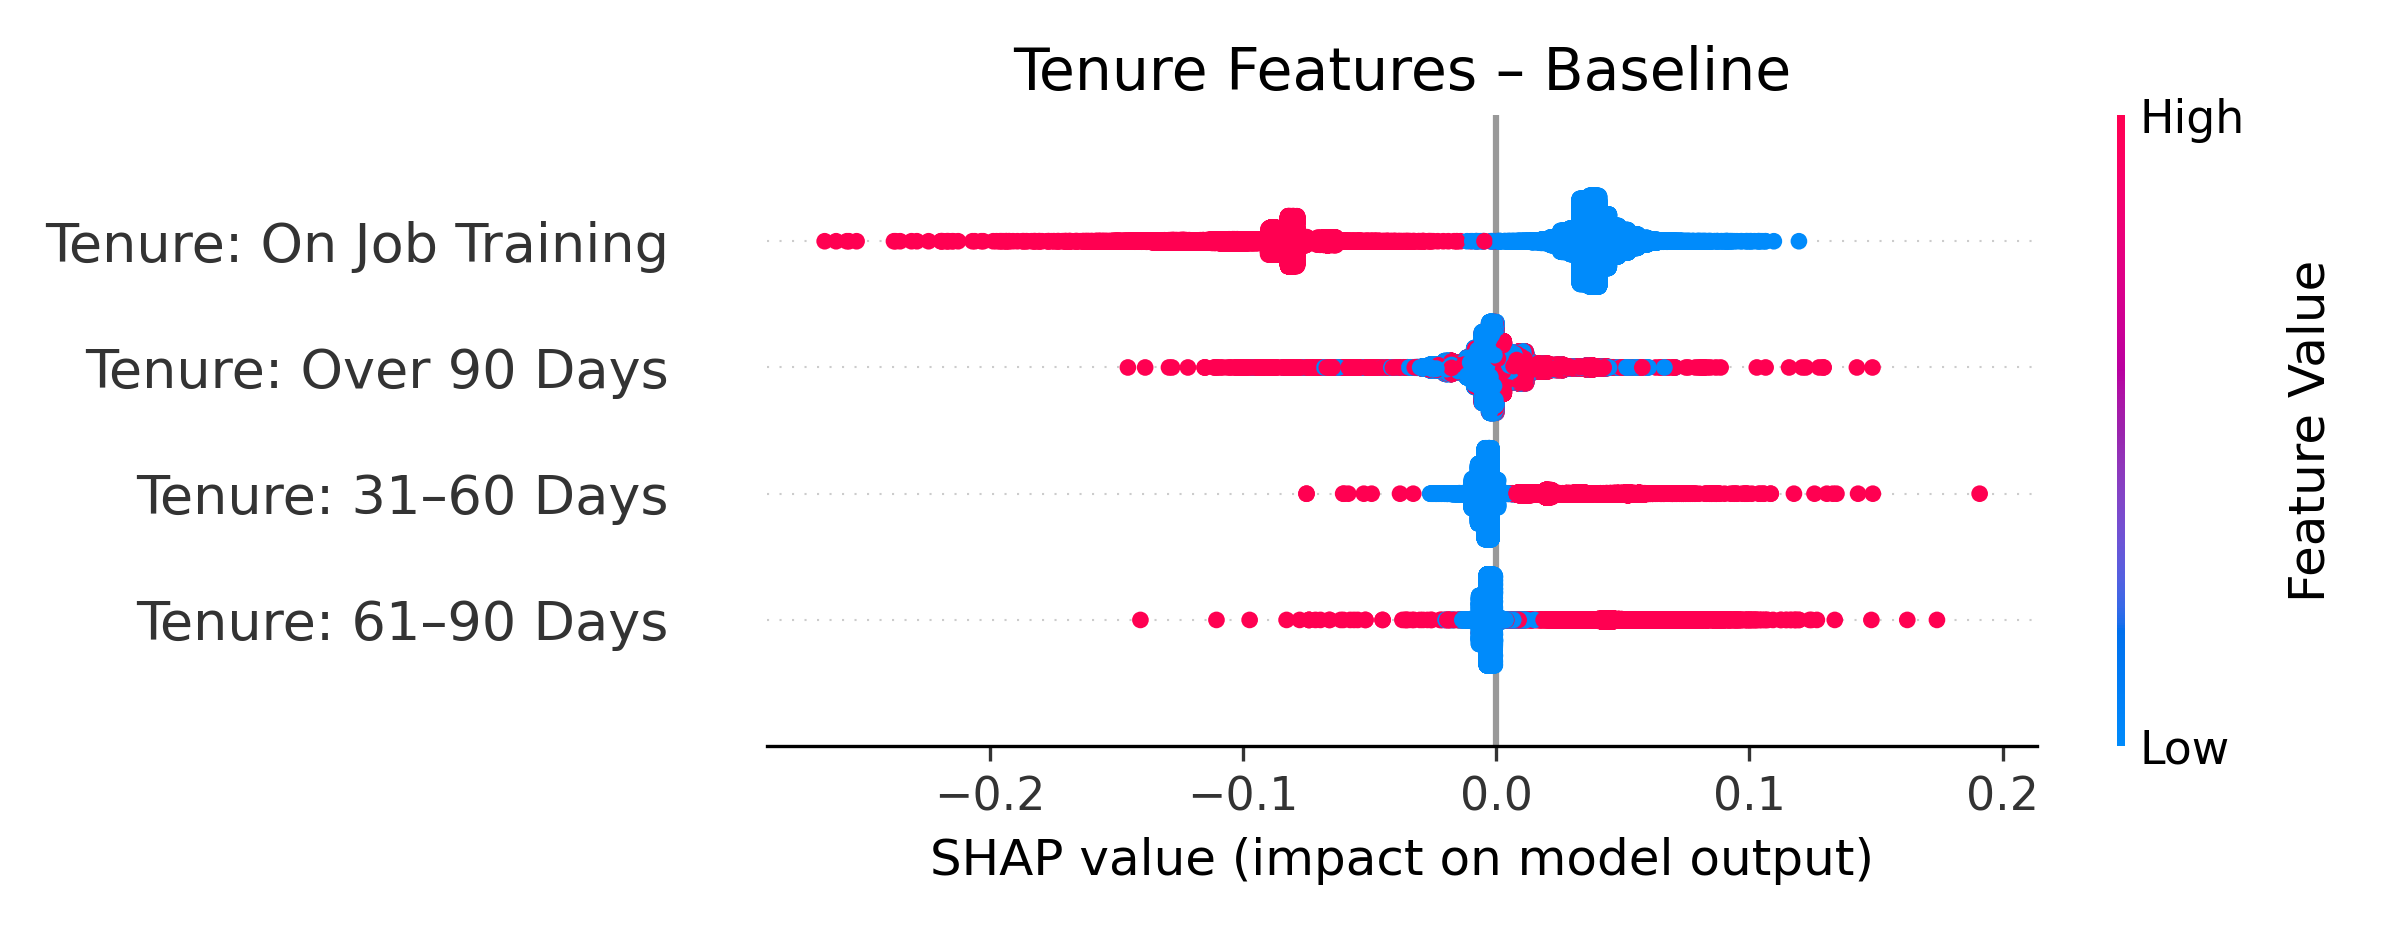 Tenure Features – Baseline
High
Tenure: On Job Training
Tenure: Over 90 Days
Tenure: 31–60 Days
Tenure: 61–90 Days
Feature Value
Low
−0.2
−0.1
0.0
0.1
0.2
SHAP value (impact on model output)